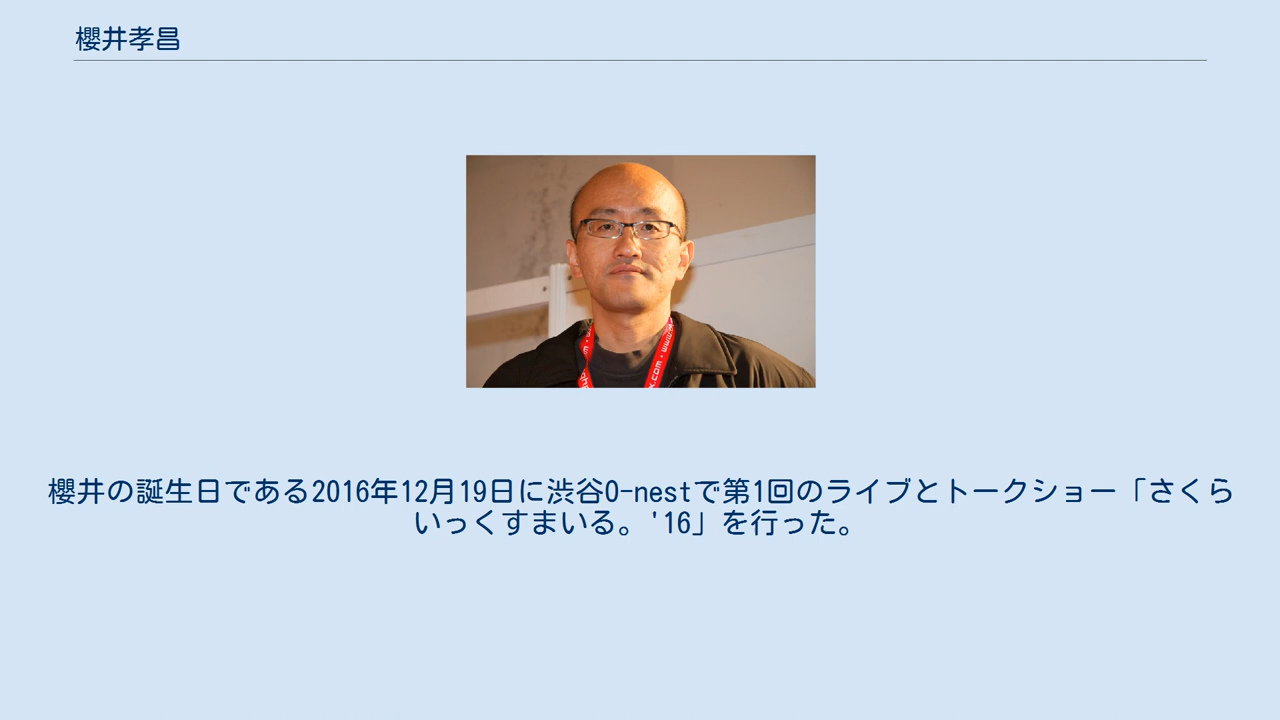 櫻井孝昌
櫻井の誕生日である2016年12月19日に渋谷O-nestで第1回のライブとトークショー「さくら
いっくすまいる。'16」を行った。